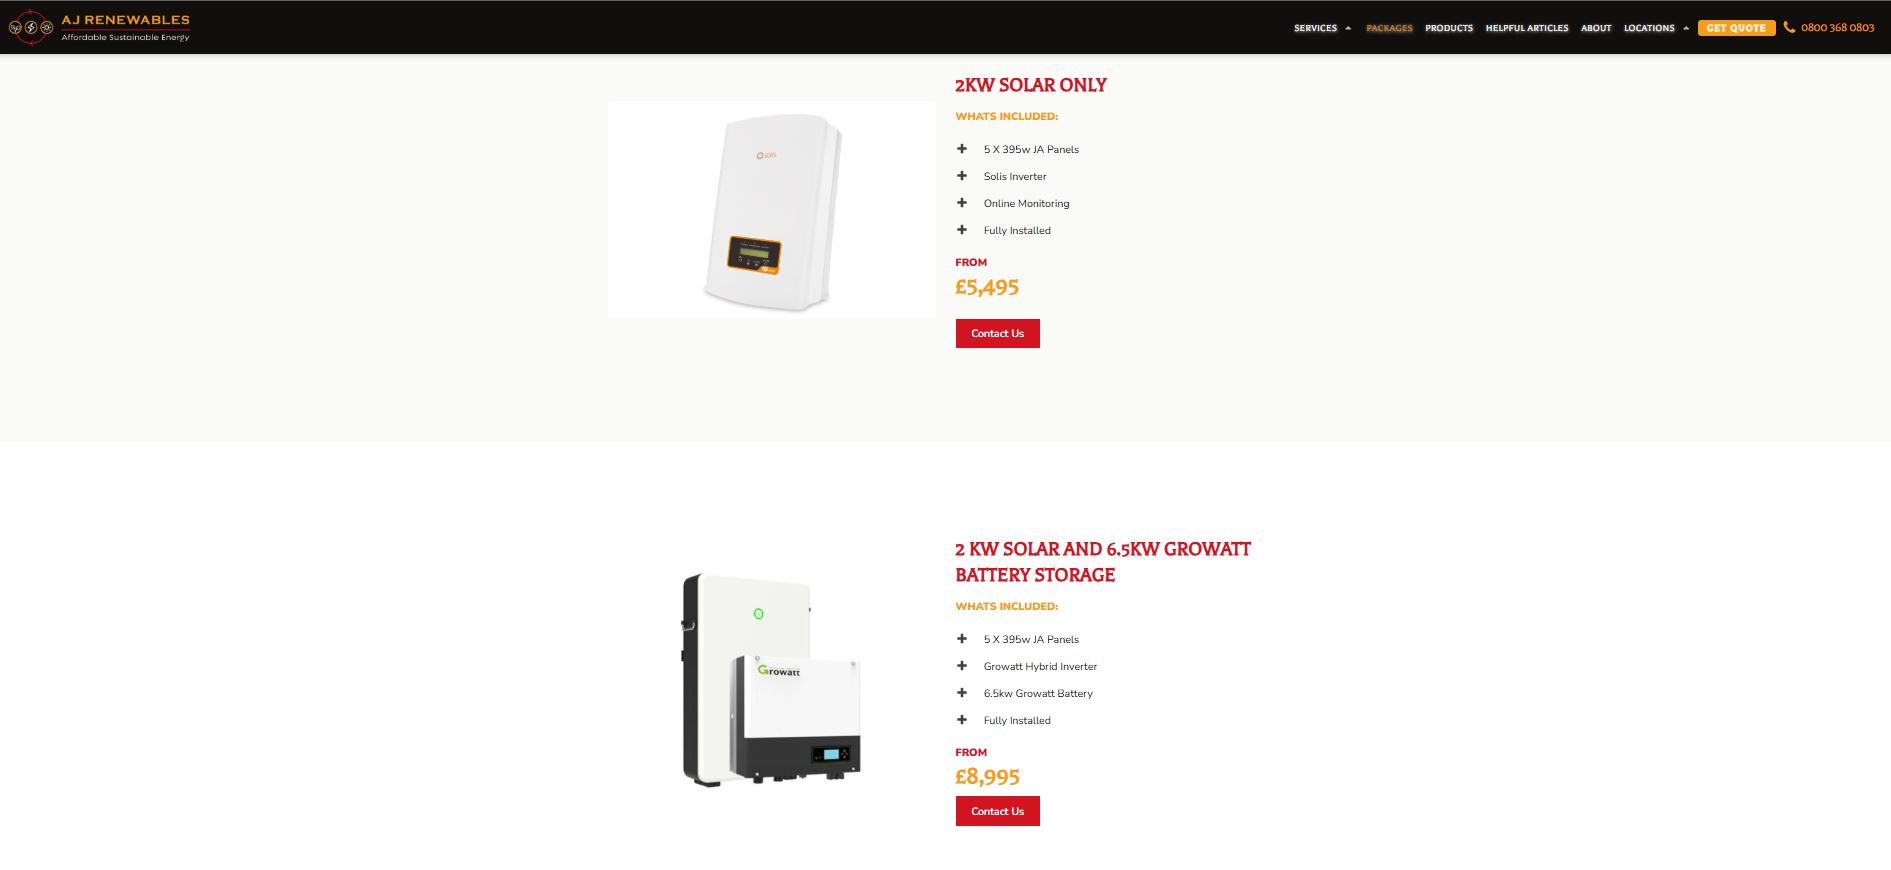 AJ RENEWABLES
Affordable Sustainable Energy
SERVICES PACKAGES PRODUCTS HELPFUL ARTICLES ABOUT LOCATIONS GET QUOTE 0800 368 0803
2KW SOLAR ONLY
WHATS INCLUDED:
5 X 395w JA Panels
Solis Inverter
Online Monitoring
Fully Installed
FROM
£5,495
Contact Us
solis
2 KW SOLAR AND 6.5KW GROWATT
BATTERY STORAGE
WHATS INCLUDED:
5 X 395w JA Panels
Growatt Hybrid Inverter
6.5kw Growatt Battery
Fully Installed
FROM
£8,995
Contact Us
Growatt